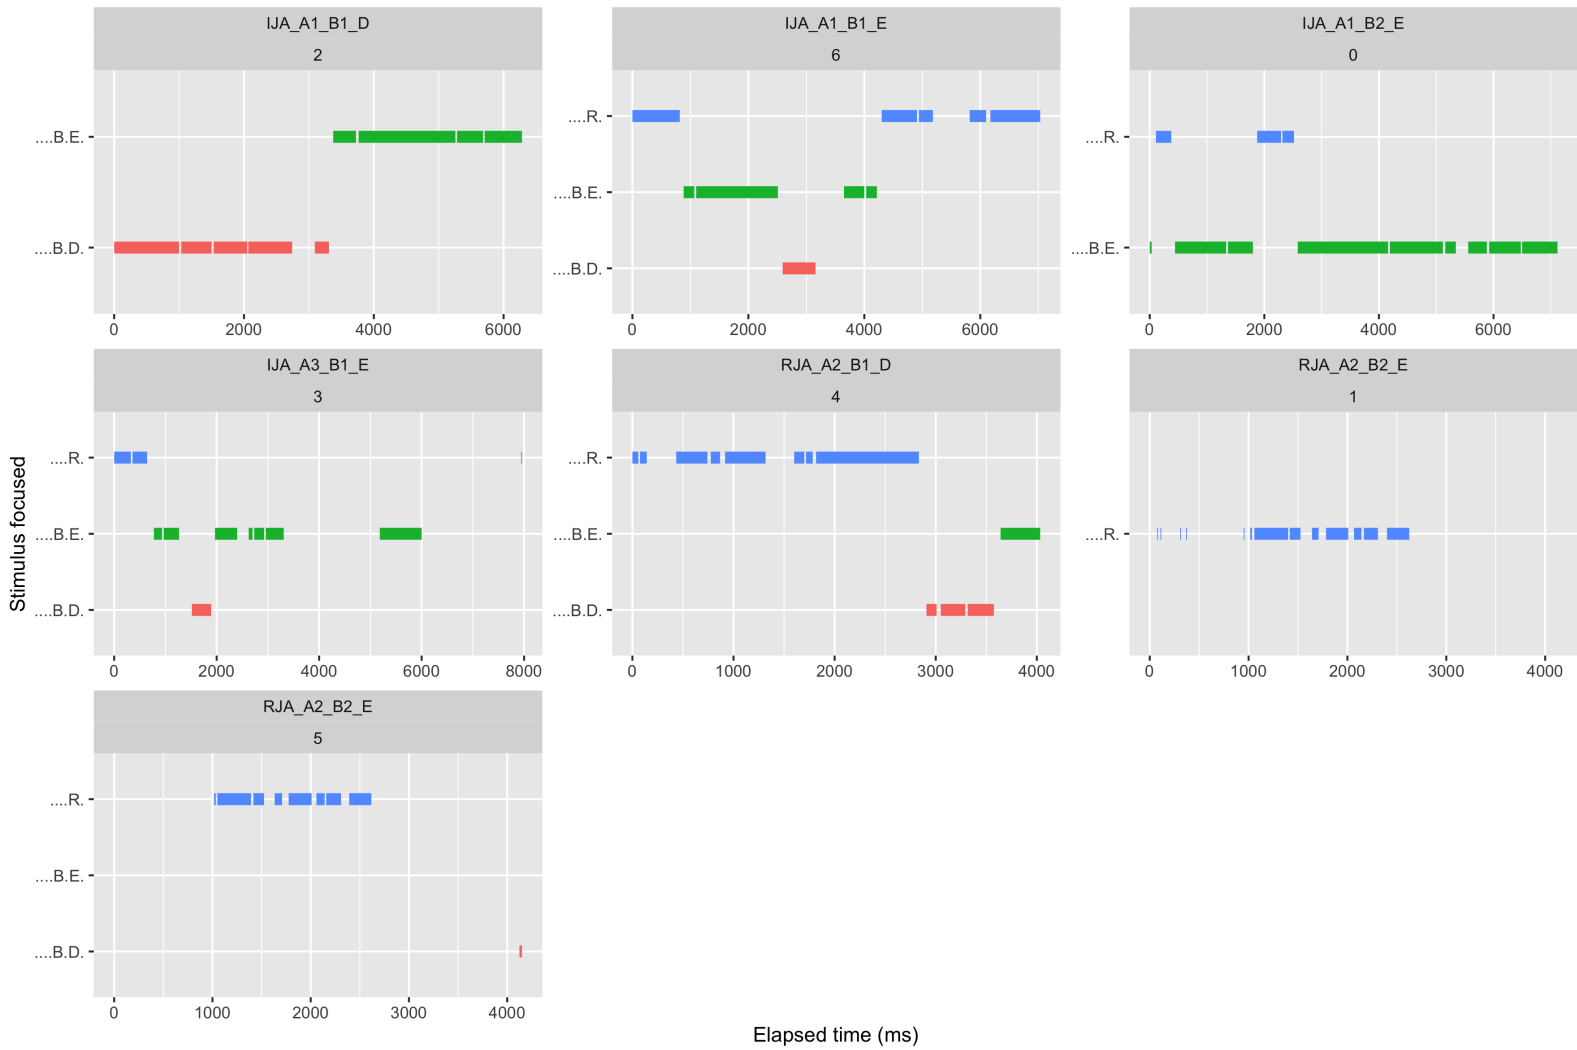 IJA_A1_B1_D
2
IJA_A1_B1_E
6
IJA_A1_B2_E
0
....B.E.
....B.D.
0 2000 4000 6000
....R.
....B.E.
....B.D.
0 2000 4000 6000
....R.
....B.E.
0 2000 4000 6000
IJA_A3_B1_E
3
RJA_A2_B1_D
4
RJA_A2_B2_E
1
....R.
....B.E.
....B.D.
0 2000 4000 6000 8000
....R.
....B.E.
....B.D.
0 1000 2000 3000 4000
....R.
0 1000 2000 3000 4000
RJA_A2_B2_E
5
....R.
....B.E.
....B.D.
0 1000 2000 3000 4000
Stimulus focused
Elapsed time (ms)